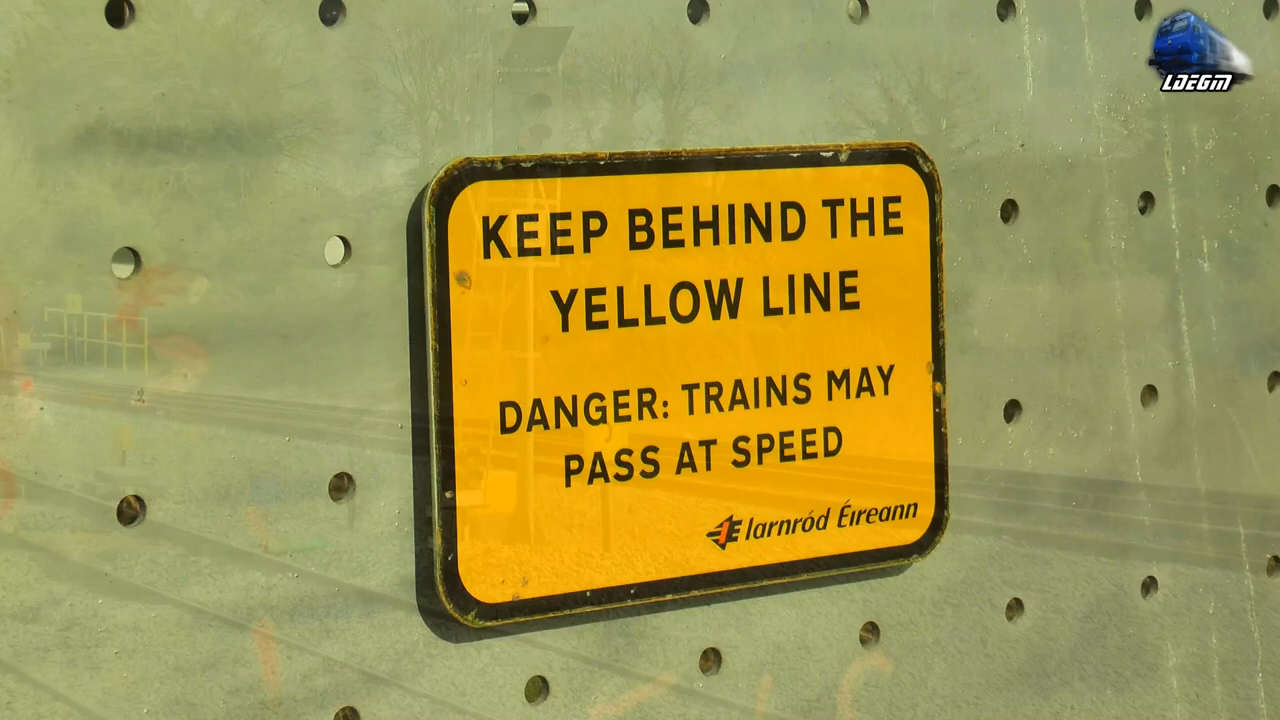 LDEGM
KEEP BEHIND THE
YELLOW LINE
DANGER: TRAINS MAY
PASS AT SPEED
Iarnród Éireann